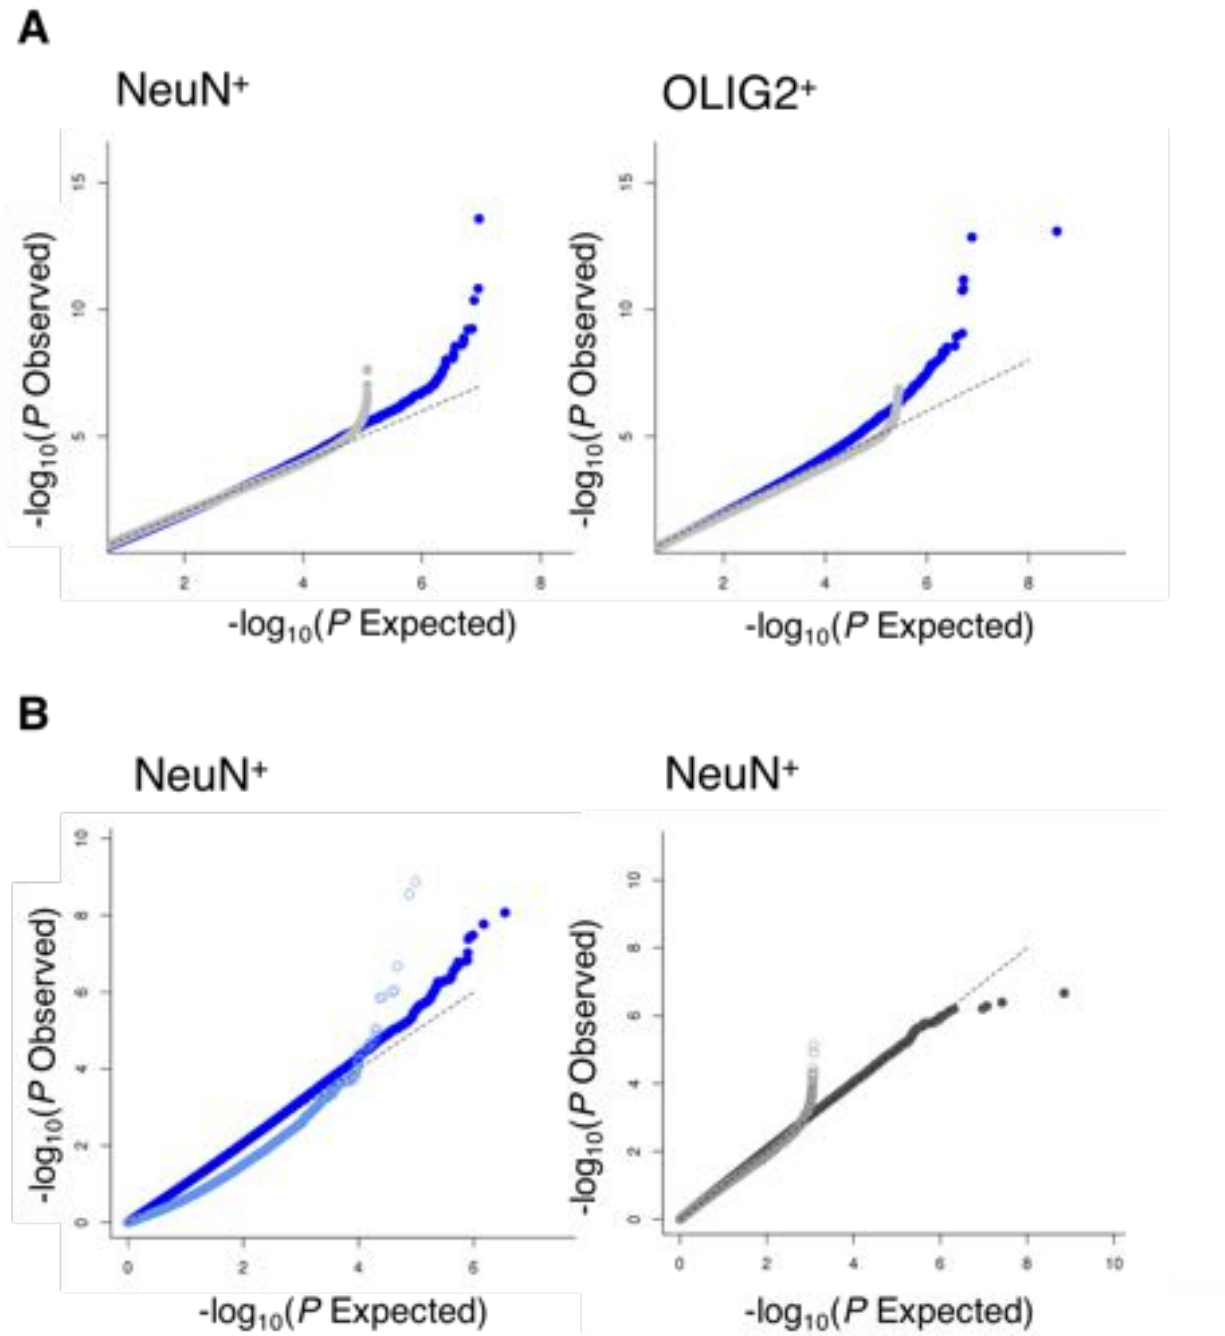 A
NeuN⁺ OLIG2⁺
-log₁₀(P Observed) 5 10 15
2 4 6 8
-log₁₀(P Expected)
-log₁₀(P Observed) 5 10 15
2 4 6 8
-log₁₀(P Expected)
B
NeuN⁺ NeuN⁺
-log₁₀(P Observed) 0 2 4 6 8 10
0 2 4 6
-log₁₀(P Expected)
-log₁₀(P Observed) 0 2 4 6 8 10
0 2 4 6 8 10
-log₁₀(P Expected)